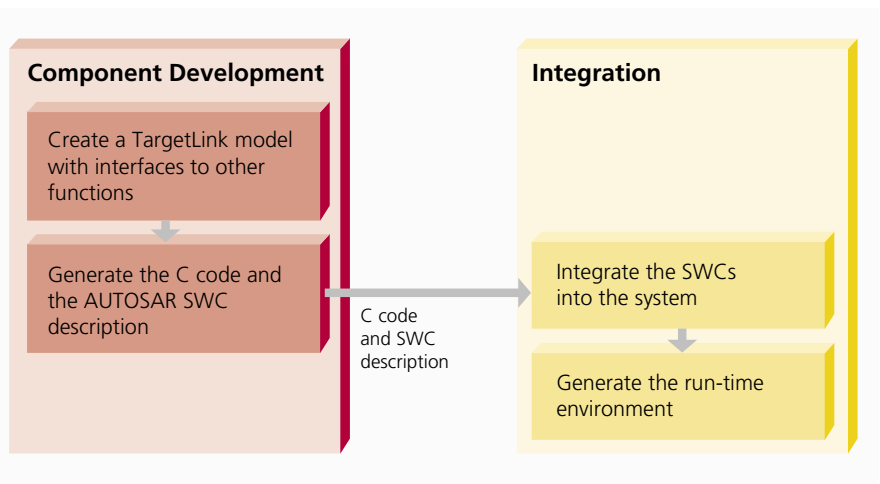 Component Development
Create a TargetLink model
with interfaces to other
functions
Generate the C code and
the AUTOSAR SWC
description
C code
and SWC
description
Integration
Integrate the SWCs
into the system
Generate the run-time
environment